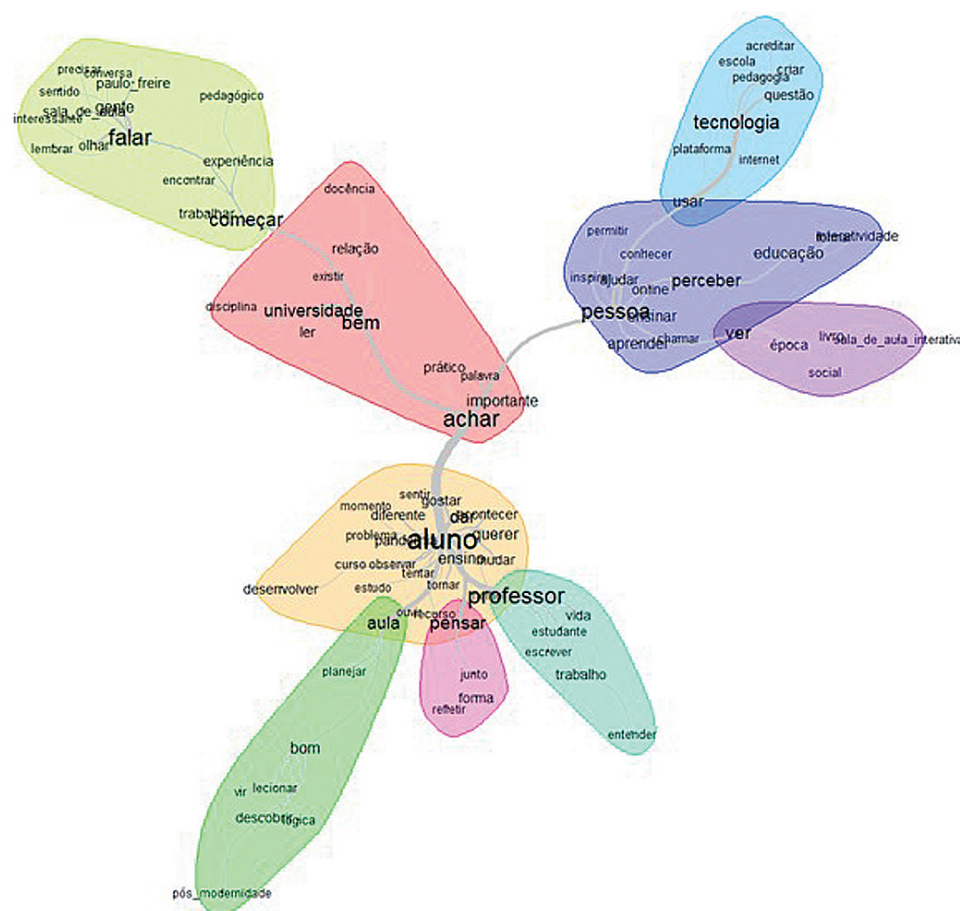 precisar
conversa
paulo_freire
sentido
gente
sala_de_aula
interessante
falar
olhar
lembrar
pedagógico
experiência
encontrar
trabalhar
começar
docência
relação
existir
disciplina
universidade
bem
ler
prático
palavra
importante
achar
acreditar
escola
criar
pedagogia
questão
tecnologia
plataforma
internet
usar
permitir
interatividade
conhecer
educação
inspirar
ajudar
perceber
online
pessoa
ensinar
aprender
chamar
ver
época
livro
sala_de_aula_interativa
social
sentir
gostar
momento
diferente
dar
acontecer
problema
pandemia
aluno
querer
ensino
mudar
curso
observar
tentar
desenvolver
estudo
tornar
professor
ouvir
recurso
aula
pensar
vida
estudante
escrever
trabalho
entender
planejar
junto
forma
refletir
bom
vir
lecionar
descobrir
lógica
pós_modernidade